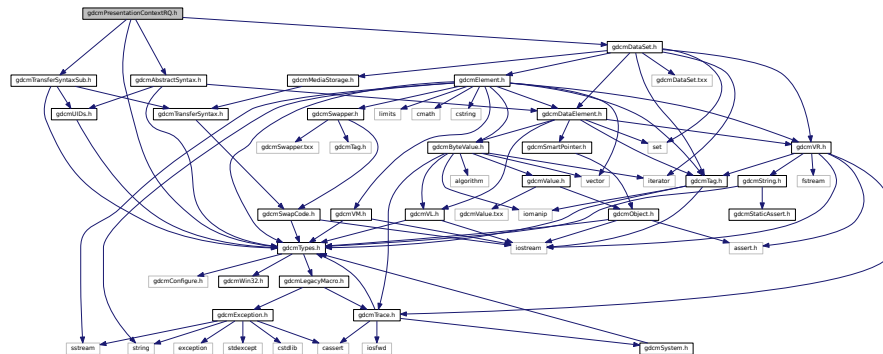 gdcmPresentationContextRQ.h
gdcmDataSet.h
gdcmTransferSyntaxSub.h
gdcmAbstractSyntax.h
gdcmMediaStorage.h
gdcmElement.h
gdcmDataSet.txx
gdcmUIDs.h
gdcmTransferSyntax.h
gdcmSwapper.h
limits
cmath
cstring
gdcmDataElement.h
gdcmSwapper.txx
gdcmTag.h
gdcmByteValue.h
gdcmSmartPointer.h
set
gdcmVR.h
algorithm
gdcmValue.h
vector
iterator
gdcmTag.h
gdcmString.h
fstream
gdcmSwapCode.h
gdcmVM.h
gdcmVL.h
gdcmValue.txx
iomanip
gdcmObject.h
gdcmStaticAssert.h
gdcmTypes.h
iostream
assert.h
gdcmConfigure.h
gdcmWin32.h
gdcmLegacyMacro.h
gdcmException.h
gdcmTrace.h
sstream
string
exception
stdexcept
cstdlib
cassert
iosfwd
gdcmSystem.h